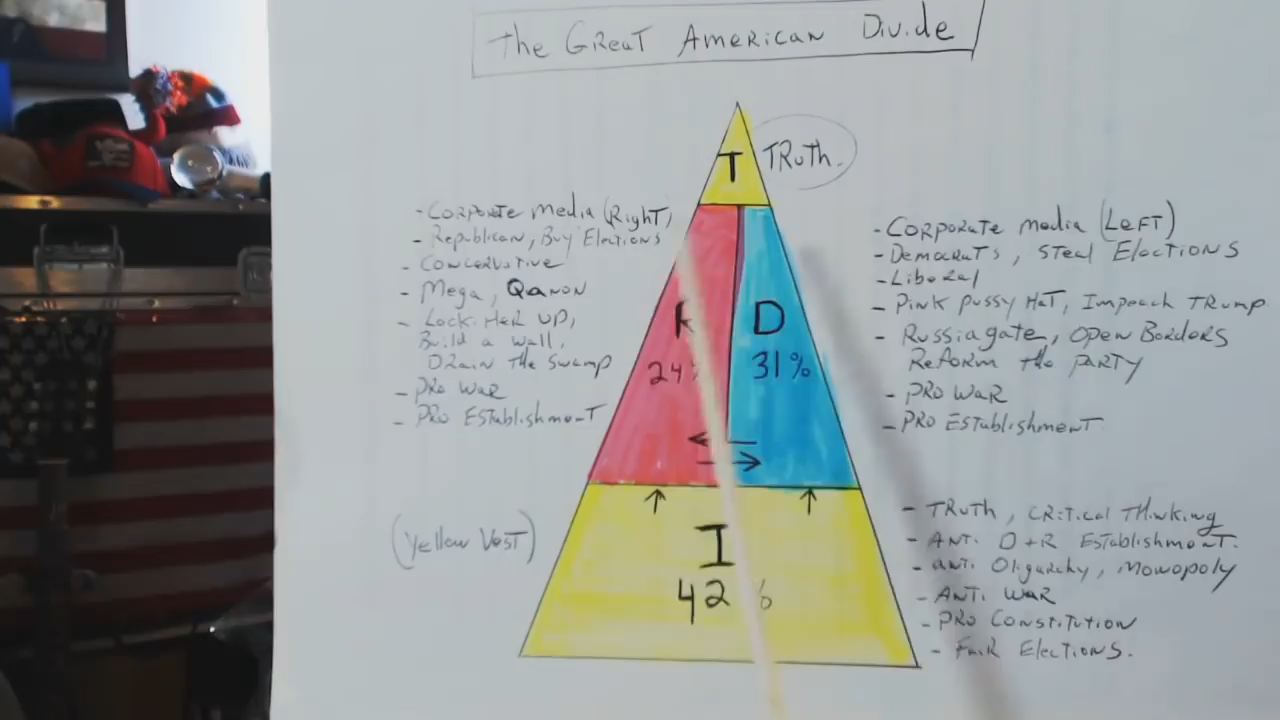 The Great American Divide
T
Truth.
- Corporate Media (Right)
- Republican, Buy Elections
- Concervative
- Mega, Qanon
- Lock Her Up,
Build a Wall,
Drain the Swamp
- Pro War
- Pro Establishment
- Corporate Media (Left)
- Democrats, Steal Elections
- Liberal
- Pink Pussy Hat, Impeach Trump
- Russiagate, Open Borders
Reform the Party
- Pro War
- Pro Establishment
R
24%
D
31%
(Yellow Vest)
I
42%
- Truth, Critical Thinking
- Anti D+R Establishment.
- Anti Oligarchy, Monopoly
- Anti War
- Pro Constitution
- Fair Elections.